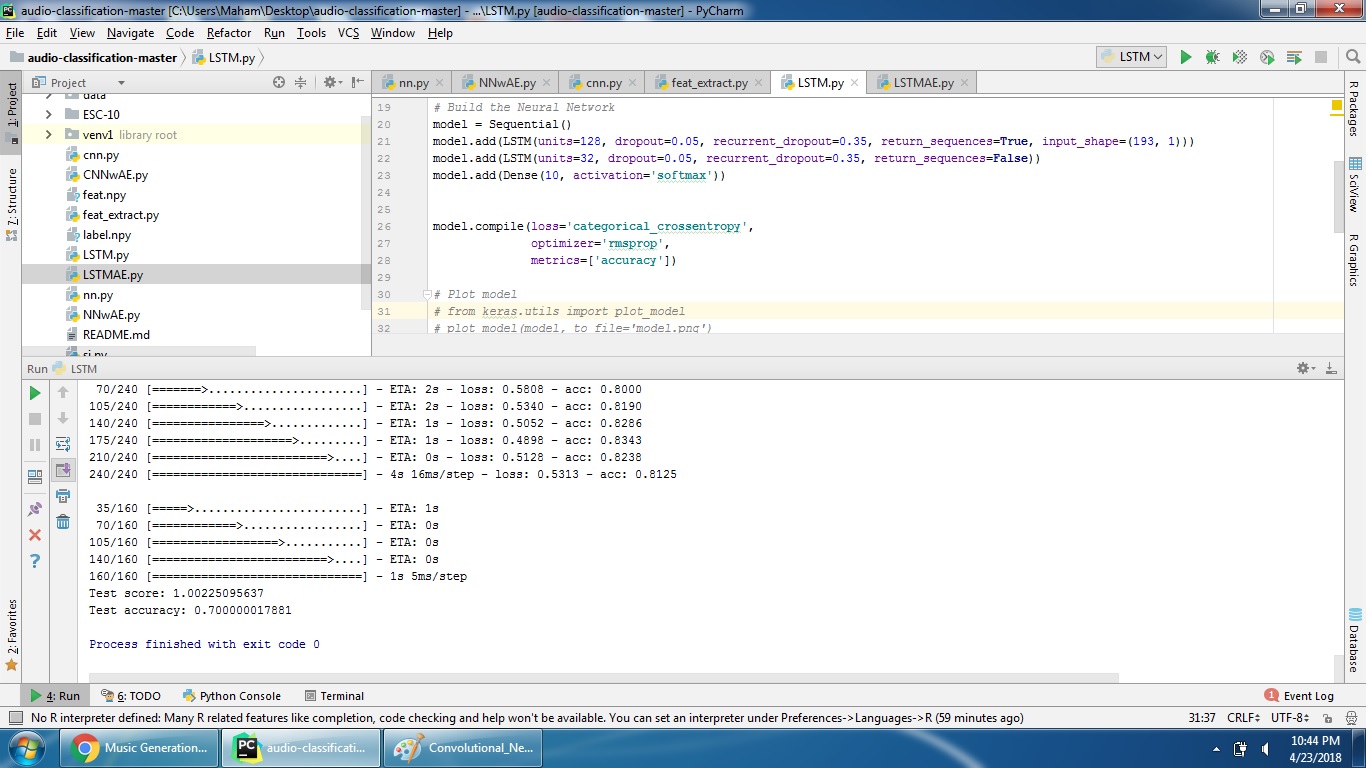 audio-classification-master [C:\Users\Maham\Desktop\audio-classification-master] - ...\LSTM.py [audio-classification-master] - PyCharm
File Edit View Navigate Code Refactor Run Tools VCS Window Help
audio-classification-master LSTM.py
LSTM
1: Project
7: Structure
2: Favorites
Project
data
ESC-10
venv1 library root
cnn.py
CNNwAE.py
feat.npy
feat_extract.py
label.npy
LSTM.py
LSTMAE.py
nn.py
NNwAE.py
README.md
si.py
nn.py NNwAE.py cnn.py feat_extract.py LSTM.py LSTMAE.py
19 # Build the Neural Network
20 model = Sequential()
21 model.add(LSTM(units=128, dropout=0.05, recurrent_dropout=0.35, return_sequences=True, input_shape=(193, 1)))
22 model.add(LSTM(units=32, dropout=0.05, recurrent_dropout=0.35, return_sequences=False))
23 model.add(Dense(10, activation='softmax'))
24
25
26 model.compile(loss='categorical_crossentropy',
27 optimizer='rmsprop',
28 metrics=['accuracy'])
29
30 # Plot model
31 # from keras.utils import plot_model
32 # plot_model(model, to_file='model.png')
R Packages
SciView
R Graphics
Database
Run LSTM
70/240 [=======>......................] - ETA: 2s - loss: 0.5808 - acc: 0.8000
105/240 [============>.................] - ETA: 2s - loss: 0.5340 - acc: 0.8190
140/240 [================>.............] - ETA: 1s - loss: 0.5052 - acc: 0.8286
175/240 [====================>.........] - ETA: 1s - loss: 0.4898 - acc: 0.8343
210/240 [=========================>....] - ETA: 0s - loss: 0.5128 - acc: 0.8238
240/240 [==============================] - 4s 16ms/step - loss: 0.5313 - acc: 0.8125
35/160 [=====>........................] - ETA: 1s
70/160 [============>.................] - ETA: 0s
105/160 [==================>...........] - ETA: 0s
140/160 [=========================>....] - ETA: 0s
160/160 [==============================] - 1s 5ms/step
Test score: 1.00225095637
Test accuracy: 0.700000017881
Process finished with exit code 0
4: Run 6: TODO Python Console Terminal 1 Event Log
No R interpreter defined: Many R related features like completion, code checking and help won't be available. You can set an interpreter under Preferences->Languages->R (59 minutes ago) 31:37 CRLF UTF-8
Music Generation... audio-classificati... Convolutional_Ne... 10:44 PM
4/23/2018